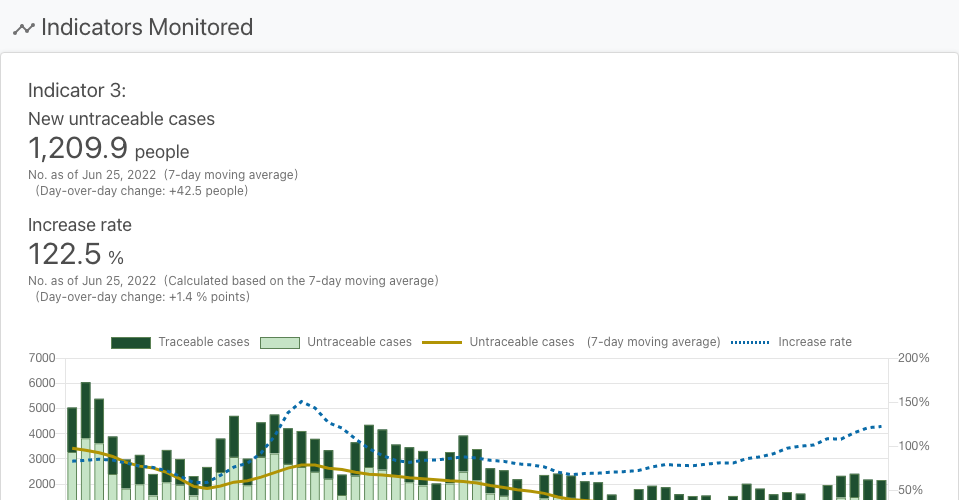 Indicators Monitored
Indicator 3:
New untraceable cases
1,209.9 people
No. as of Jun 25, 2022 (7-day moving average)
(Day-over-day change: +42.5 people)
Increase rate
122.5 %
No. as of Jun 25, 2022 (Calculated based on the 7-day moving average)
(Day-over-day change: +1.4 % points)
Traceable cases Untraceable cases Untraceable cases (7-day moving average) Increase rate
7000 200%
6000
5000 150%
4000
3000 100%
2000 50%